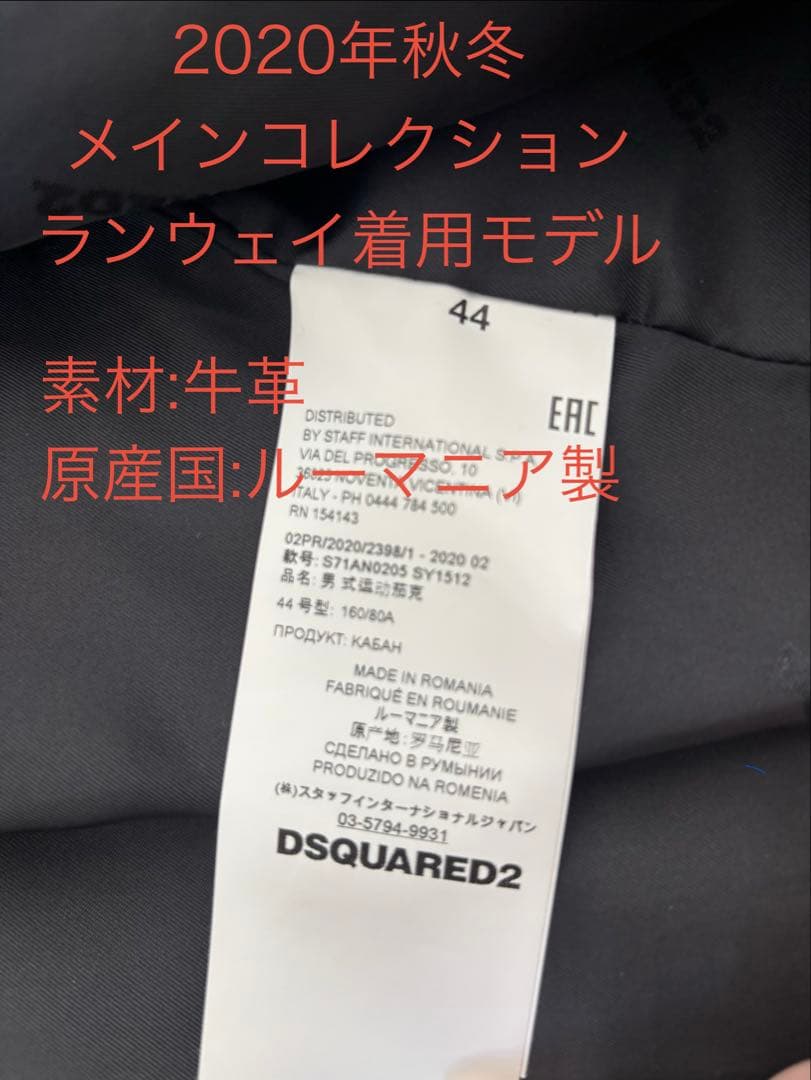 2020年秋冬
メインコレクション
ランウェイ着用モデル
素材:牛革
原産国:ルーマニア製
44
EAC
DISTRIBUTED
BY STAFF INTERNATIONAL S.P.A
VIA DEL PROGRESSO, 10
36025 NOVENTA VICENTINA (VI)
ITALY - PH 0444 784 500
RN 154143
02PR/2020/2398/1 - 2020 02
款号: S71AN0205 SY1512
品名: 男式运动茄克
44 号型: 160/80A
ПРОДУКТ: КАБАН
MADE IN ROMANIA
FABRIQUÉ EN ROUMANIE
ルーマニア製
原产地: 罗马尼亚
СДЕЛАНО В РУМЫНИИ
PRODUZIDO NA ROMENIA
(株)スタッフインターナショナルジャパン
03-5794-9931
DSQUARED2